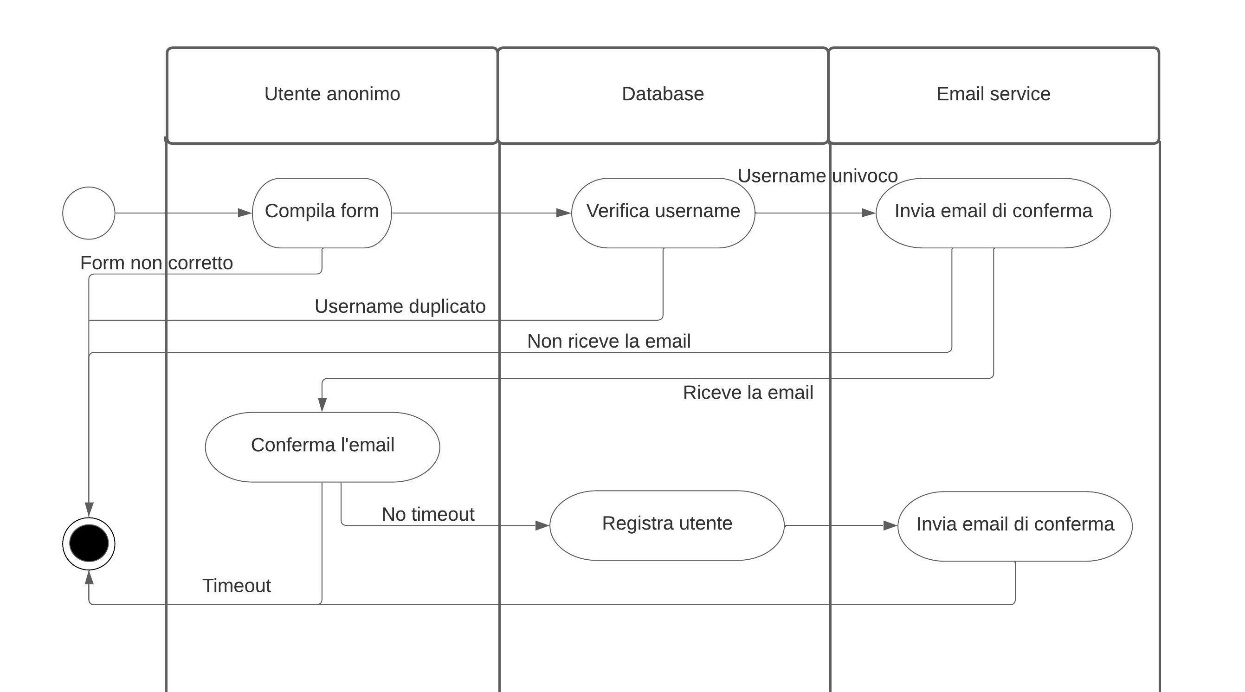 Utente anonimo
Database
Email service
Username univoco
Compila form
Verifica username
Invia email di conferma
Form non corretto
Username duplicato
Non riceve la email
Riceve la email
Conferma l'email
No timeout
Registra utente
Invia email di conferma
Timeout